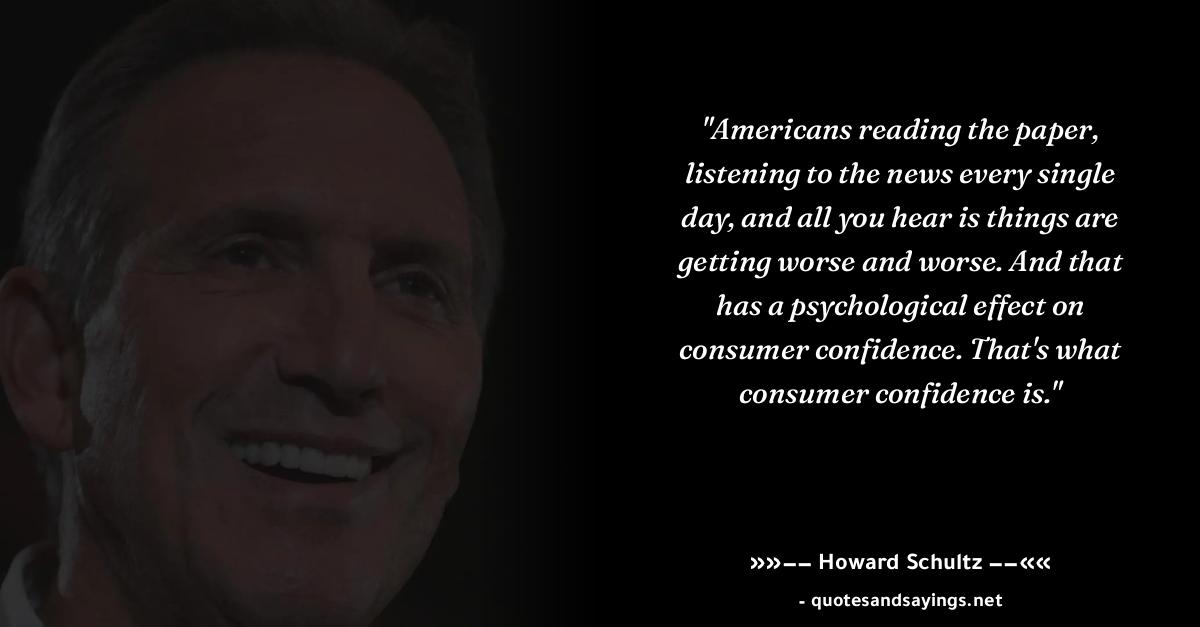 "Americans reading the paper,
listening to the news every single
day, and all you hear is things are
getting worse and worse. And that
has a psychological effect on
consumer confidence. That's what
consumer confidence is."
»»−− Howard Schultz −−««
- quotesandsayings.net